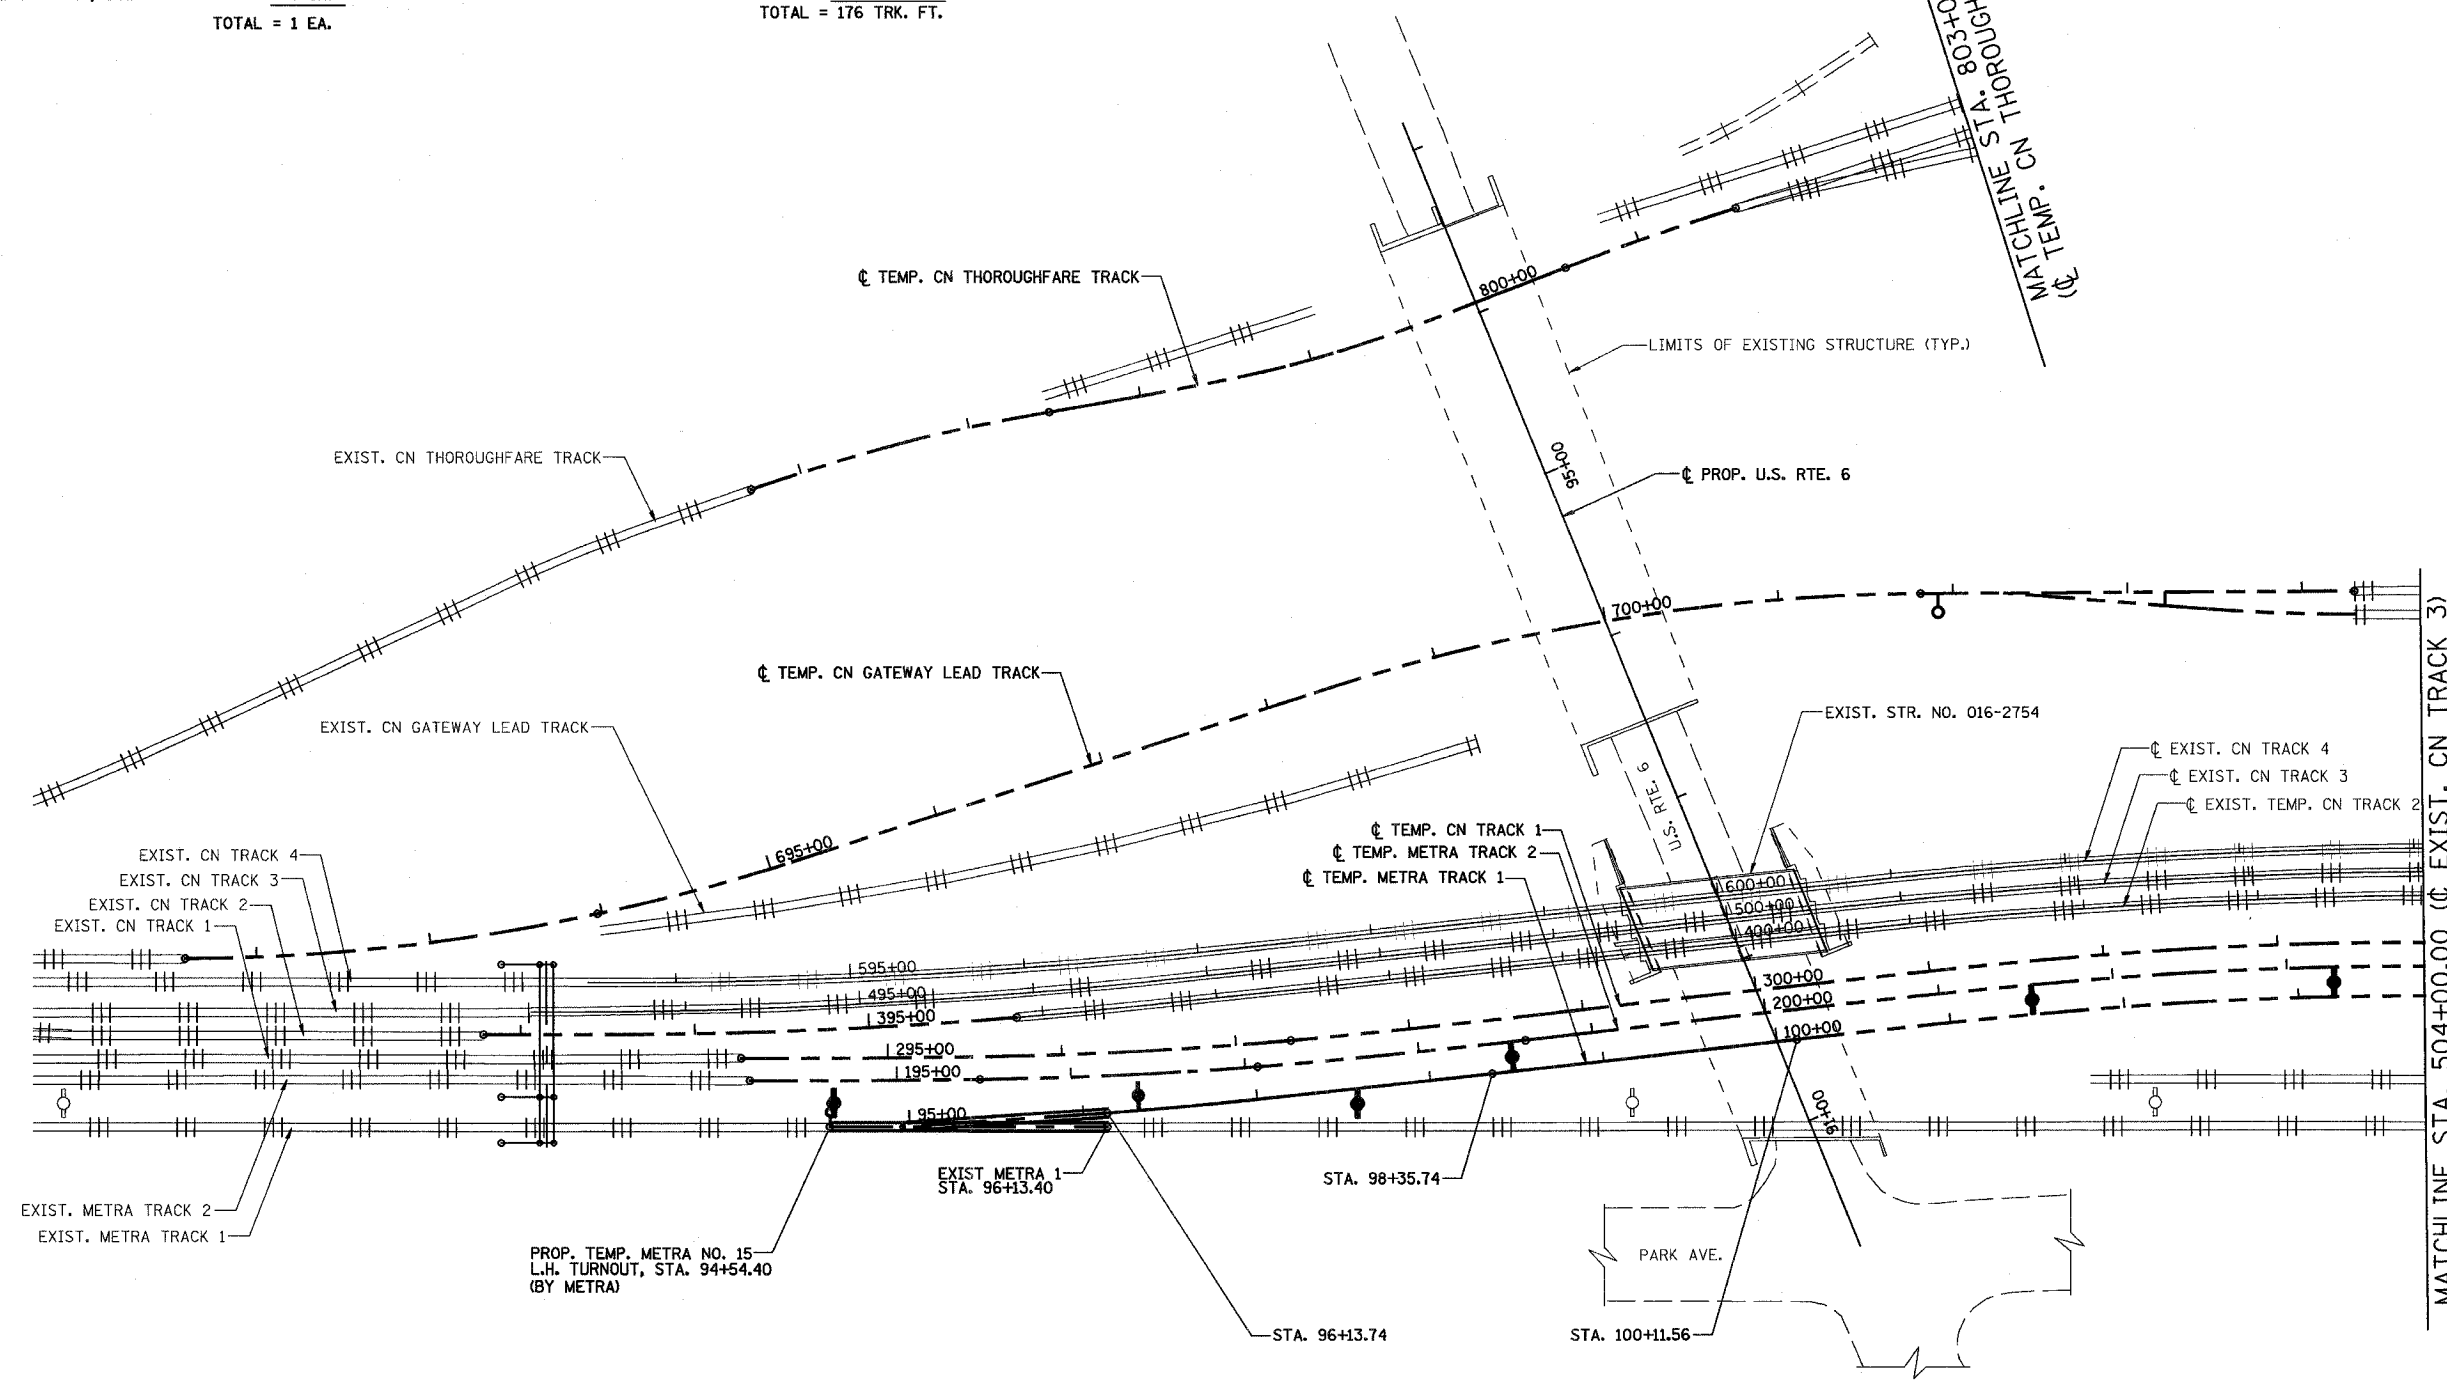 TOTAL = 1 EA.
TOTAL = 176 TRK. FT.
MATCHLINE STA. 803+0
(℄ TEMP. CN THOROUGH
℄ TEMP. CN THOROUGHFARE TRACK
800+00
LIMITS OF EXISTING STRUCTURE (TYP.)
EXIST. CN THOROUGHFARE TRACK
95+00
℄ PROP. U.S. RTE. 6
700+00
℄ TEMP. CN GATEWAY LEAD TRACK
EXIST. CN GATEWAY LEAD TRACK
EXIST. STR. NO. 016-2754
℄ EXIST. CN TRACK 4
℄ EXIST. CN TRACK 3
℄ EXIST. TEMP. CN TRACK 2
U.S. RTE. 6
℄ TEMP. CN TRACK 1
℄ TEMP. METRA TRACK 2
℄ TEMP. METRA TRACK 1
695+00
EXIST. CN TRACK 4
EXIST. CN TRACK 3
EXIST. CN TRACK 2
EXIST. CN TRACK 1
600+00
500+00
400+00
595+00
495+00
395+00
300+00
200+00
100+00
295+00
195+00
95+00
91+00
EXIST METRA 1
STA. 96+13.40
STA. 98+35.74
EXIST. METRA TRACK 2
EXIST. METRA TRACK 1
PROP. TEMP. METRA NO. 15
L.H. TURNOUT, STA. 94+54.40
(BY METRA)
PARK AVE.
STA. 96+13.74
STA. 100+11.56
MATCHLINE STA. 504+00.00 (℄ EXIST. CN TRACK 3)